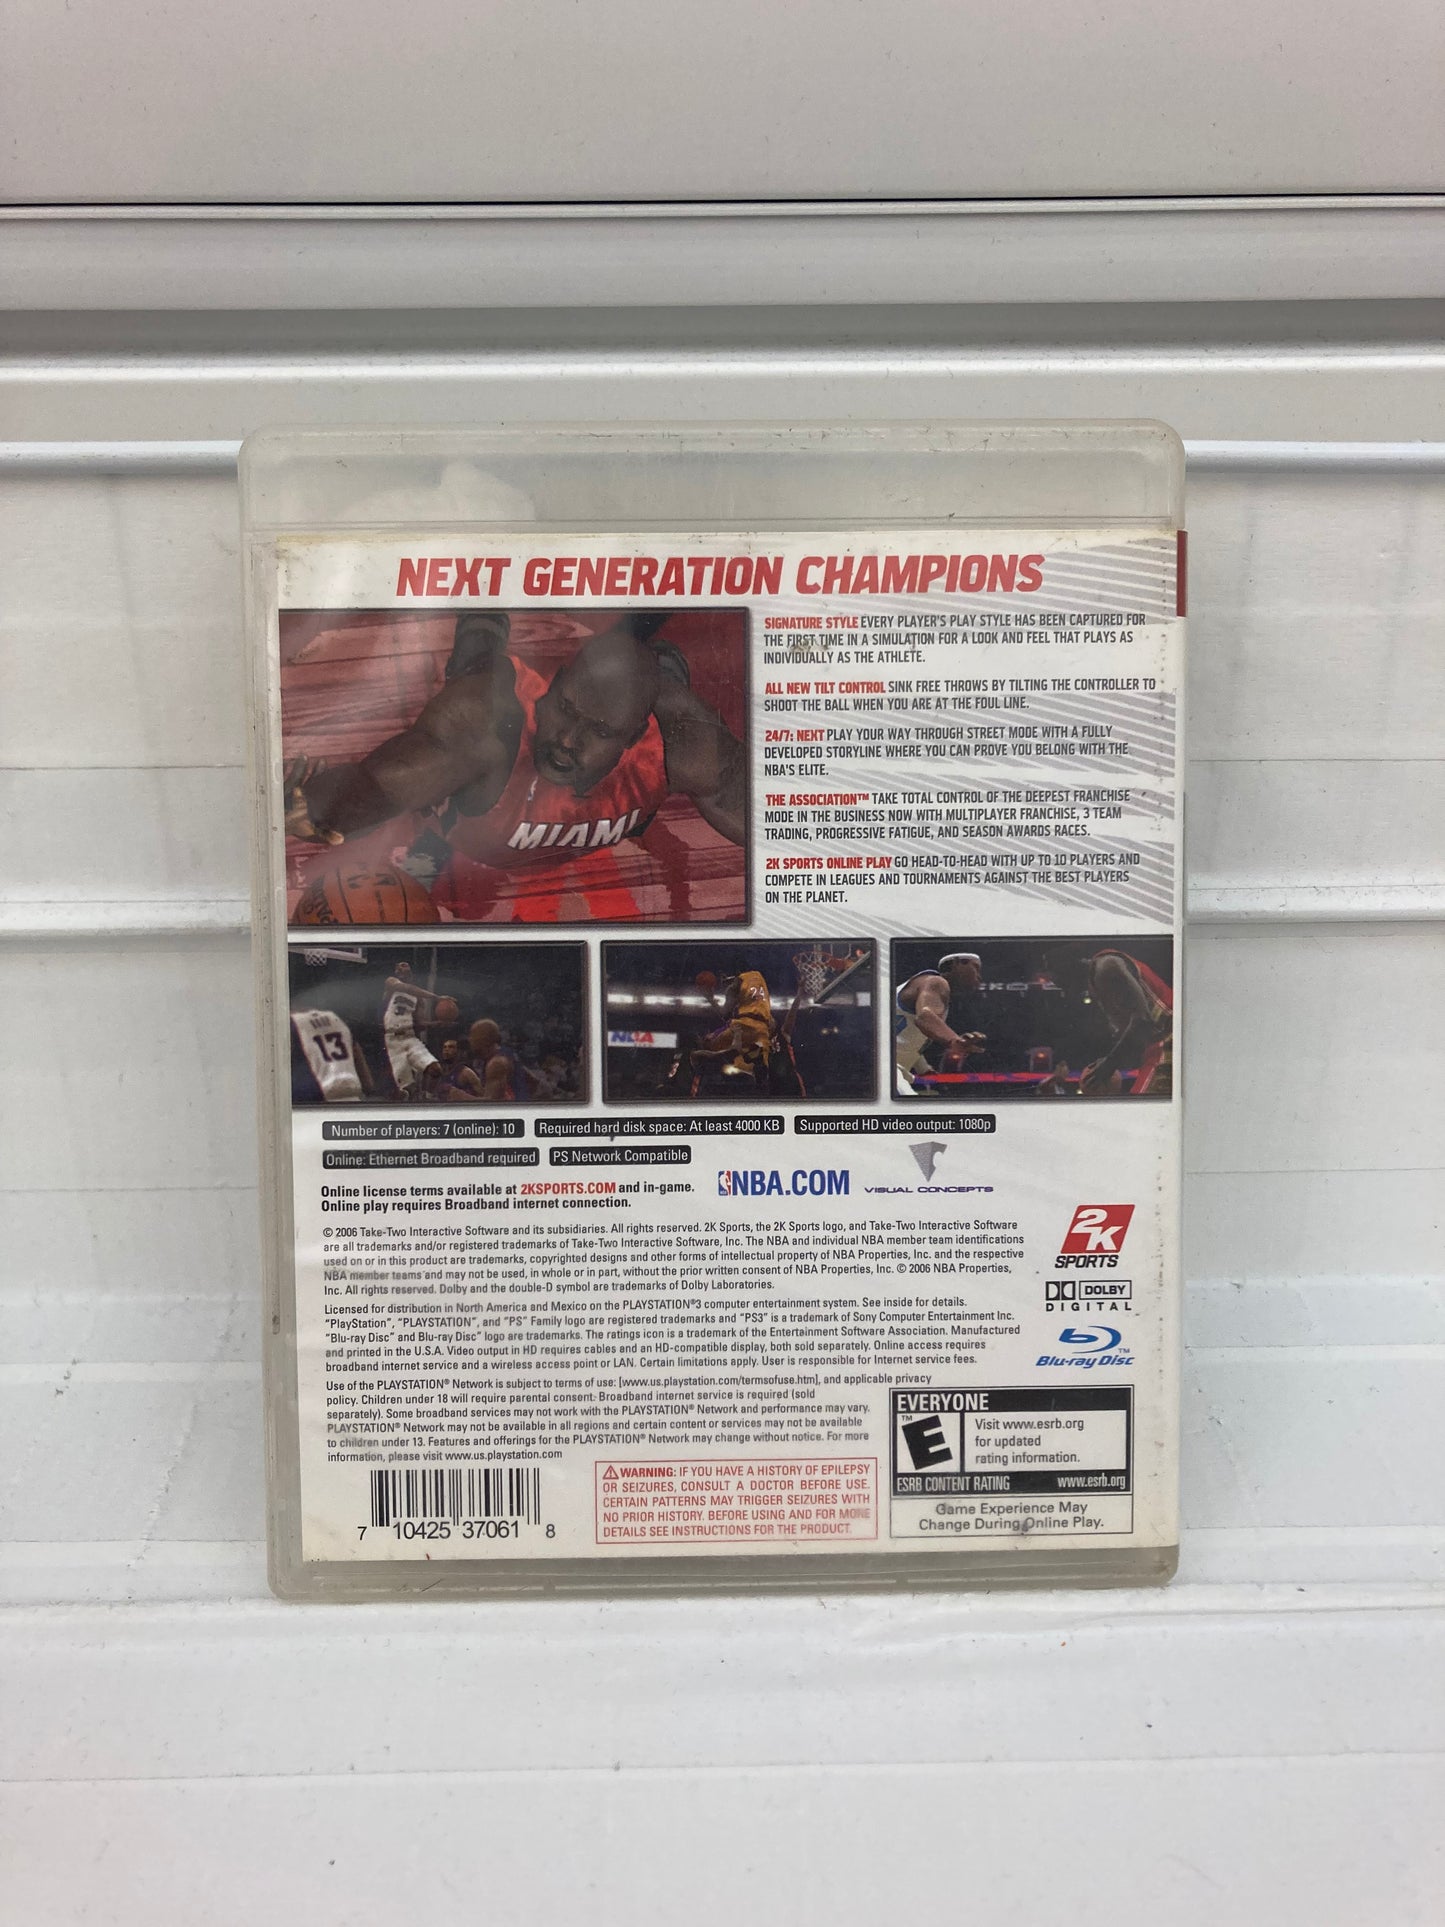 NEXT GENERATION CHAMPIONS
SIGNATURE STYLE EVERY PLAYER'S PLAY STYLE HAS BEEN CAPTURED FOR
THE FIRST TIME IN A SIMULATION FOR A LOOK AND FEEL THAT PLAYS AS
INDIVIDUALLY AS THE ATHLETE.
ALL NEW TILT CONTROL SINK FREE THROWS BY TILTING THE CONTROLLER TO
SHOOT THE BALL WHEN YOU ARE AT THE FOUL LINE.
24/7: NEXT PLAY YOUR WAY THROUGH STREET MODE WITH A FULLY
DEVELOPED STORYLINE WHERE YOU CAN PROVE YOU BELONG WITH THE
NBA'S ELITE.
THE ASSOCIATION™ TAKE TOTAL CONTROL OF THE DEEPEST FRANCHISE
MODE IN THE BUSINESS NOW WITH MULTIPLAYER FRANCHISE, 3 TEAM
TRADING, PROGRESSIVE FATIGUE, AND SEASON AWARDS RACES.
2K SPORTS ONLINE PLAY GO HEAD-TO-HEAD WITH UP TO 10 PLAYERS AND
COMPETE IN LEAGUES AND TOURNAMENTS AGAINST THE BEST PLAYERS
ON THE PLANET.
MIAMI
13
24
NBA
Number of players: 7 (online): 10
Required hard disk space: At least 4000 KB
Supported HD video output: 1080p
Online: Ethernet Broadband required
PS Network Compatible
Online license terms available at 2KSPORTS.COM and in-game.
Online play requires Broadband internet connection.
NBA.COM
VISUAL CONCEPTS
© 2006 Take-Two Interactive Software and its subsidiaries. All rights reserved. 2K Sports, the 2K Sports logo, and Take-Two Interactive Software
are all trademarks and/or registered trademarks of Take-Two Interactive Software, Inc. The NBA and individual NBA member team identifications
used on or in this product are trademarks, copyrighted designs and other forms of intellectual property of NBA Properties, Inc. and the respective
NBA member teams and may not be used, in whole or in part, without the prior written consent of NBA Properties, Inc. © 2006 NBA Properties,
Inc. All rights reserved. Dolby and the double-D symbol are trademarks of Dolby Laboratories.
Licensed for distribution in North America and Mexico on the PLAYSTATION®3 computer entertainment system. See inside for details.
"PlayStation", "PLAYSTATION", and "PS" Family logo are registered trademarks and "PS3" is a trademark of Sony Computer Entertainment Inc.
"Blu-ray Disc" and Blu-ray Disc" logo are trademarks. The ratings icon is a trademark of the Entertainment Software Association. Manufactured
and printed in the U.S.A. Video output in HD requires cables and an HD-compatible display, both sold separately. Online access requires
broadband internet service and a wireless access point or LAN. Certain limitations apply. User is responsible for Internet service fees.
Use of the PLAYSTATION® Network is subject to terms of use: [www.us.playstation.com/termsofuse.htm], and applicable privacy
policy. Children under 18 will require parental consent. Broadband internet service is required (sold
separately). Some broadband services may not work with the PLAYSTATION® Network and performance may vary.
PLAYSTATION® Network may not be available in all regions and certain content or services may not be available
to children under 13. Features and offerings for the PLAYSTATION® Network may change without notice. For more
information, please visit www.us.playstation.com
2K
SPORTS
DOLBY
DIGITAL
Blu-ray Disc™
EVERYONE
E™
Visit www.esrb.org
for updated
rating information.
ESRB CONTENT RATING www.esrb.org
Game Experience May
Change During Online Play.
WARNING: IF YOU HAVE A HISTORY OF EPILEPSY
OR SEIZURES, CONSULT A DOCTOR BEFORE USE.
CERTAIN PATTERNS MAY TRIGGER SEIZURES WITH
NO PRIOR HISTORY. BEFORE USING AND FOR MORE
DETAILS SEE INSTRUCTIONS FOR THE PRODUCT.
7 10425 37061 8